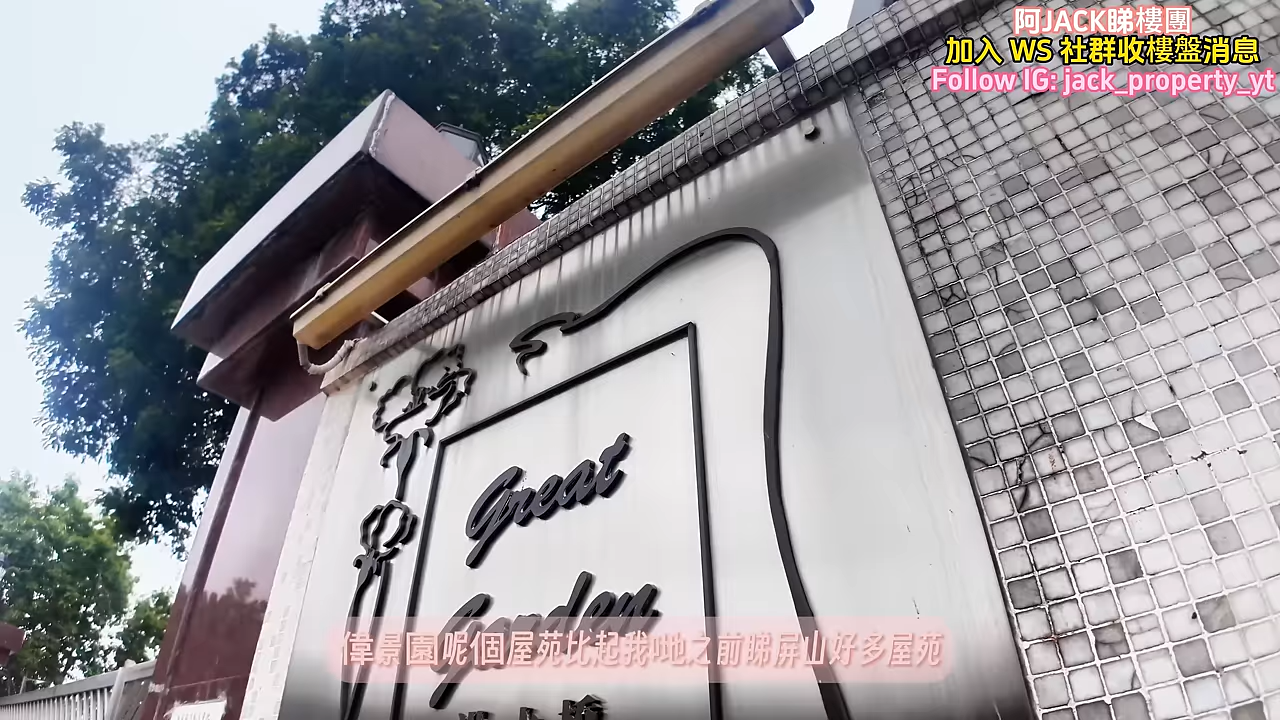 阿JACK睇樓團
加入 WS 社群收樓盤消息
Follow IG: jack_property_yt
Great
Garden
偉景園呢個屋苑比起我哋之前睇屏山好多屋苑